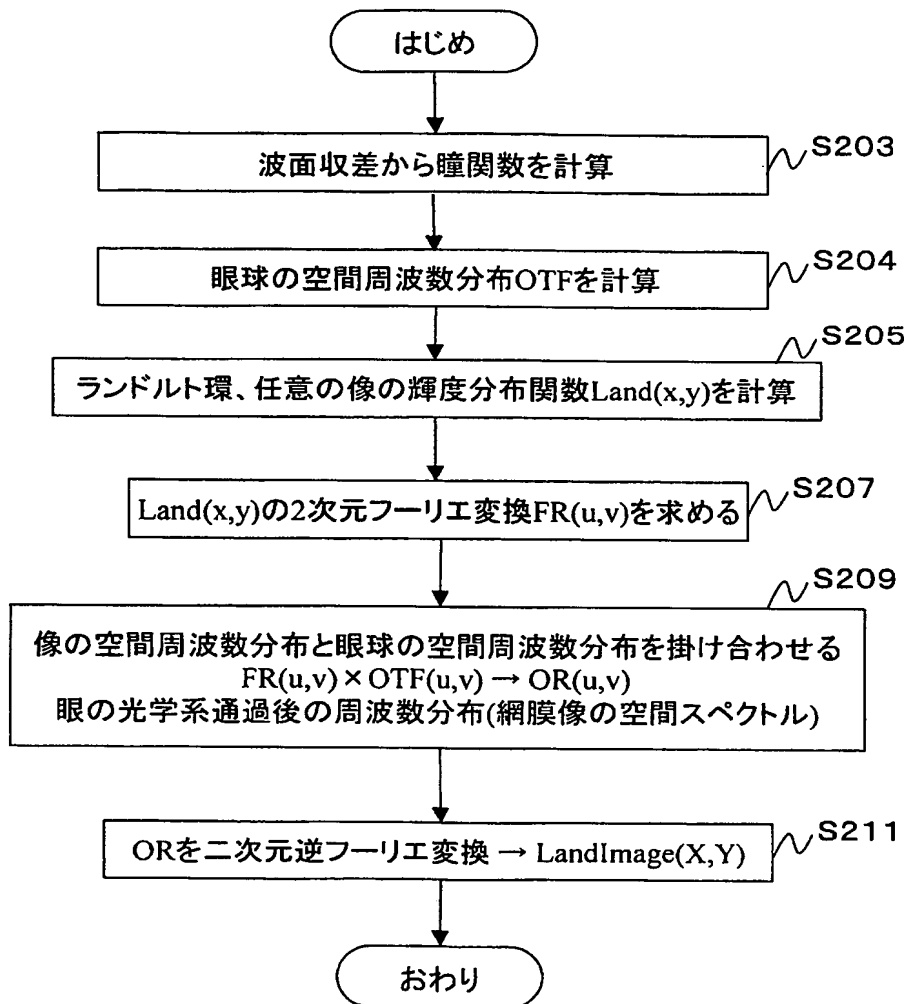 はじめ
S203
波面収差から瞳関数を計算
S204
眼球の空間周波数分布OTFを計算
S205
ランドルト環、任意の像の輝度分布関数Land(x,y)を計算
S207
Land(x,y)の2次元フーリエ変換FR(u,v)を求める
S209
像の空間周波数分布と眼球の空間周波数分布を掛け合わせる
FR(u,v)×OTF(u,v) → OR(u,v)
眼の光学系通過後の周波数分布(網膜像の空間スペクトル)
S211
ORを二次元逆フーリエ変換 → LandImage(X,Y)
おわり